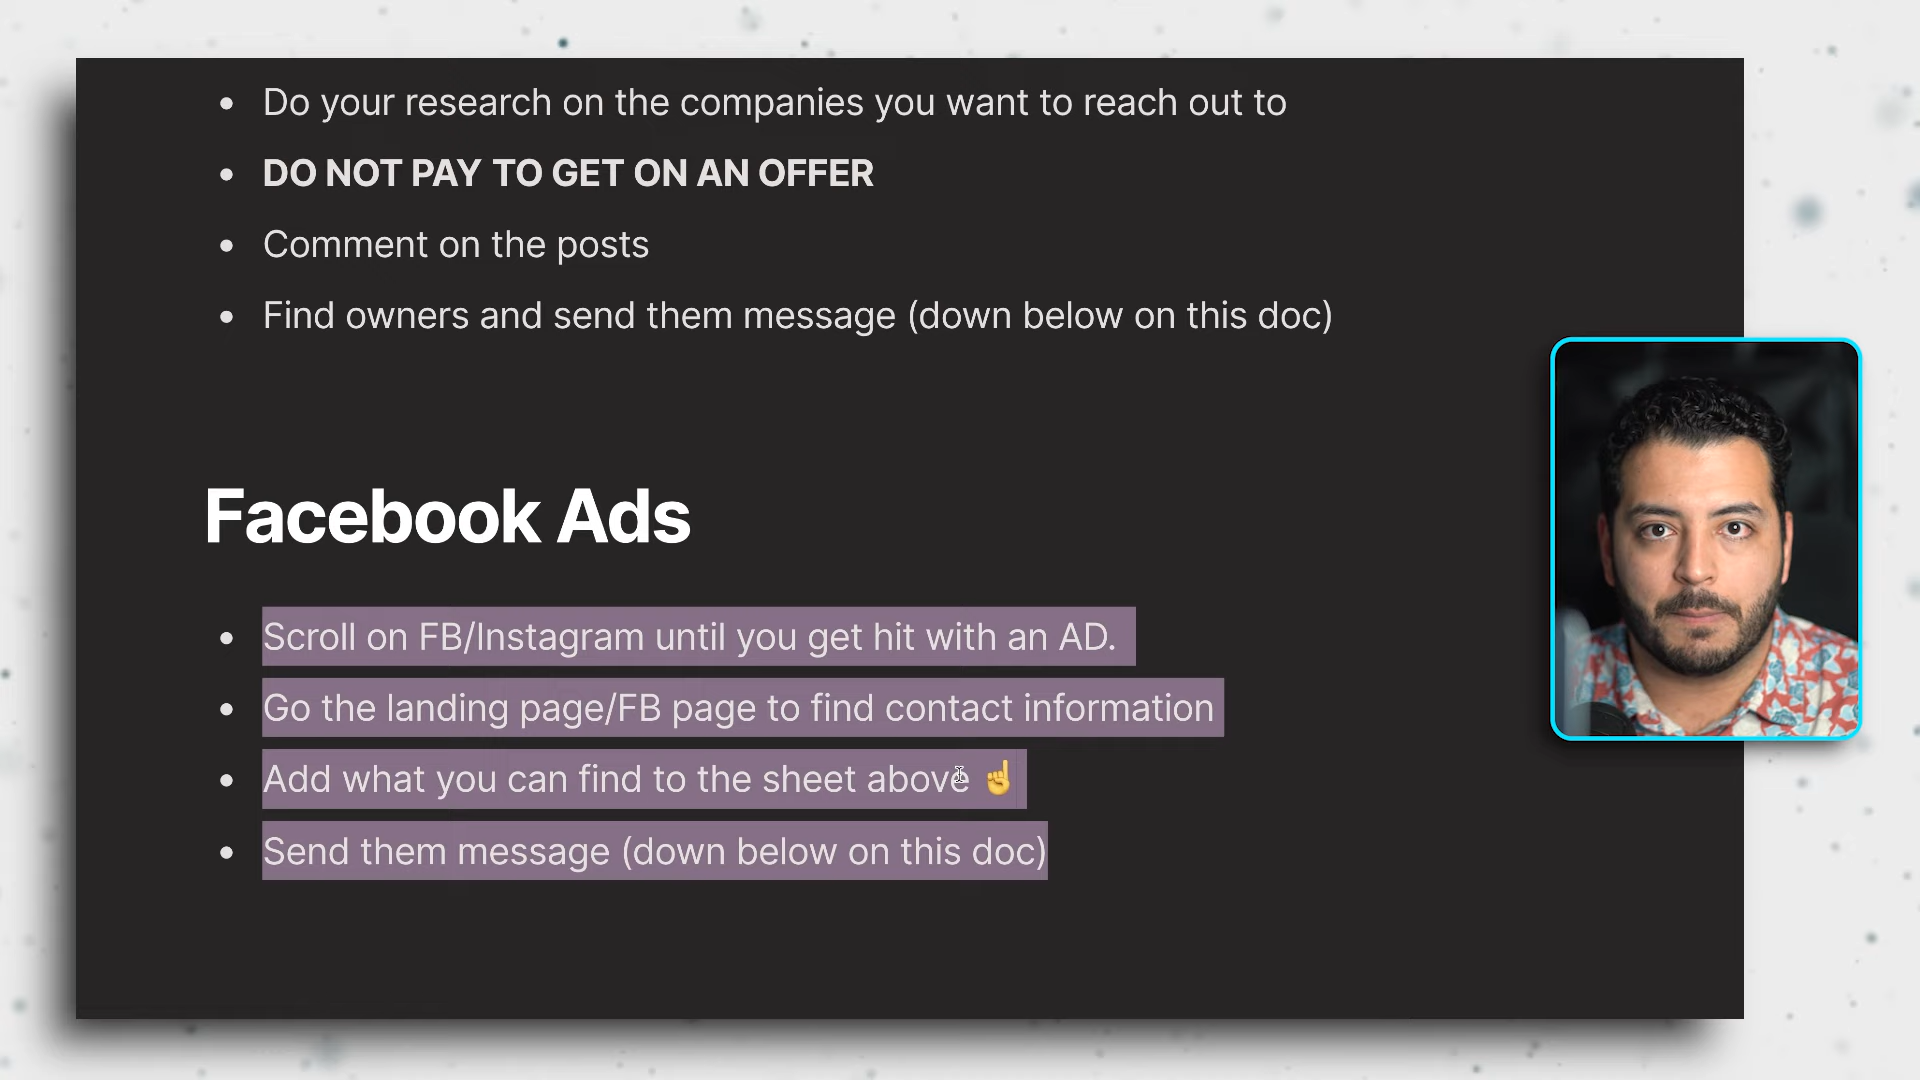 Do your research on the companies you want to reach out to
DO NOT PAY TO GET ON AN OFFER
Comment on the posts
Find owners and send them message (down below on this doc)
Facebook Ads
Scroll on FB/Instagram until you get hit with an AD.
Go the landing page/FB page to find contact information
Add what you can find to the sheet above ☝️
Send them message (down below on this doc)